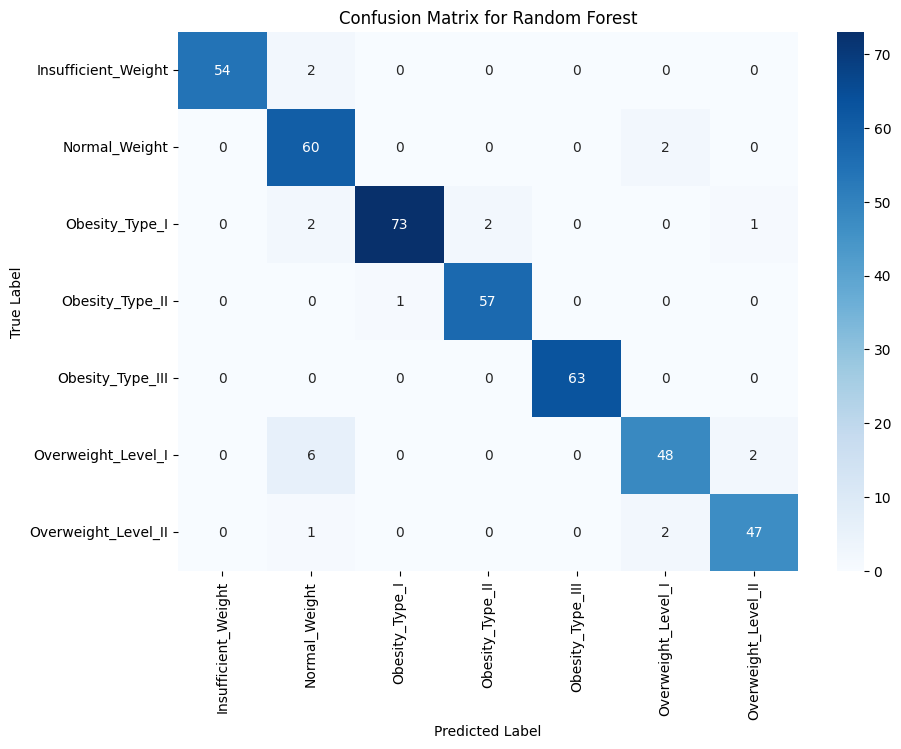 Confusion Matrix for Random Forest
True Label
Insufficient_Weight 54 2 0 0 0 0 0
Normal_Weight 0 60 0 0 0 2 0
Obesity_Type_I 0 2 73 2 0 0 1
Obesity_Type_II 0 0 1 57 0 0 0
Obesity_Type_III 0 0 0 0 63 0 0
Overweight_Level_I 0 6 0 0 0 48 2
Overweight_Level_II 0 1 0 0 0 2 47
Insufficient_Weight
Normal_Weight
Obesity_Type_I
Obesity_Type_II
Obesity_Type_III
Overweight_Level_I
Overweight_Level_II
Predicted Label
70
60
50
40
30
20
10
0